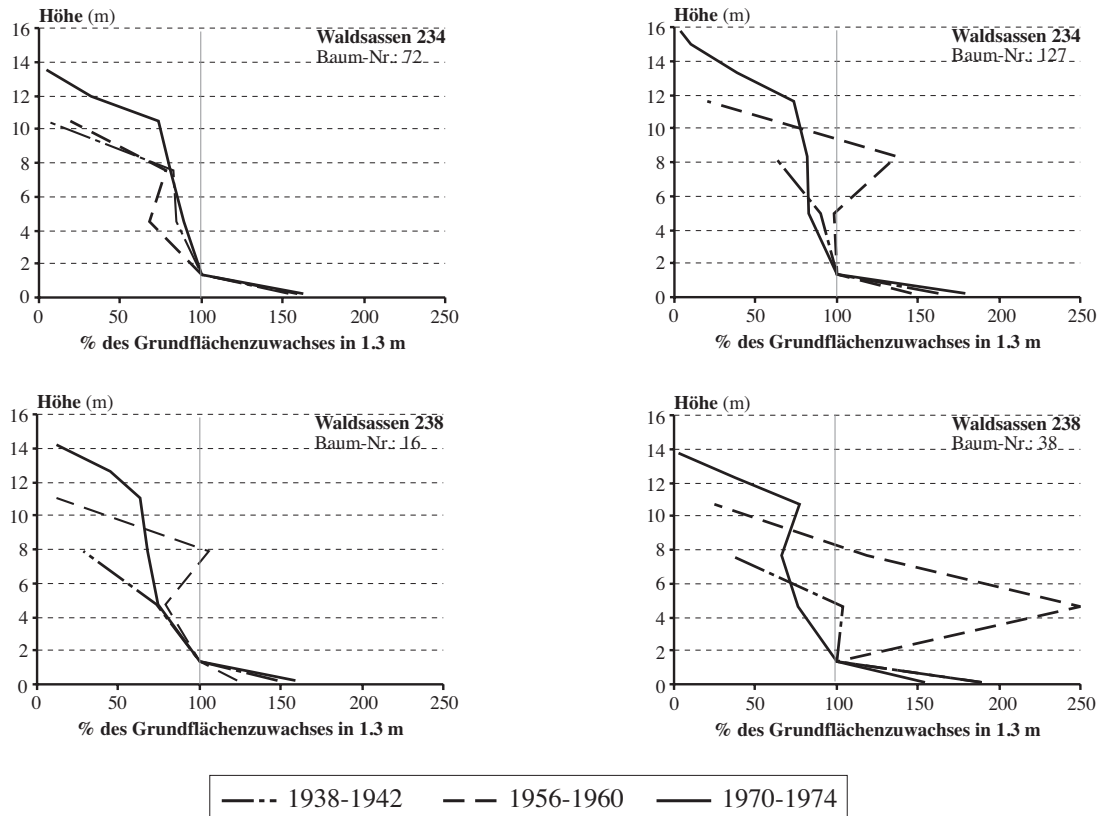 Höhe (m)
Waldsassen 234
Baum-Nr.: 72
16
14
12
10
8
6
4
2
0
0 50 100 150 200 250
% des Grundflächenzuwachses in 1.3 m
Höhe (m)
Waldsassen 234
Baum-Nr.: 127
16
14
12
10
8
6
4
2
0
0 50 100 150 200 250
% des Grundflächenzuwachses in 1.3 m
Höhe (m)
Waldsassen 238
Baum-Nr.: 16
16
14
12
10
8
6
4
2
0
0 50 100 150 200 250
% des Grundflächenzuwachses in 1.3 m
Höhe (m)
Waldsassen 238
Baum-Nr.: 38
16
14
12
10
8
6
4
2
0
0 50 100 150 200 250
% des Grundflächenzuwachses in 1.3 m
1938-1942 1956-1960 1970-1974